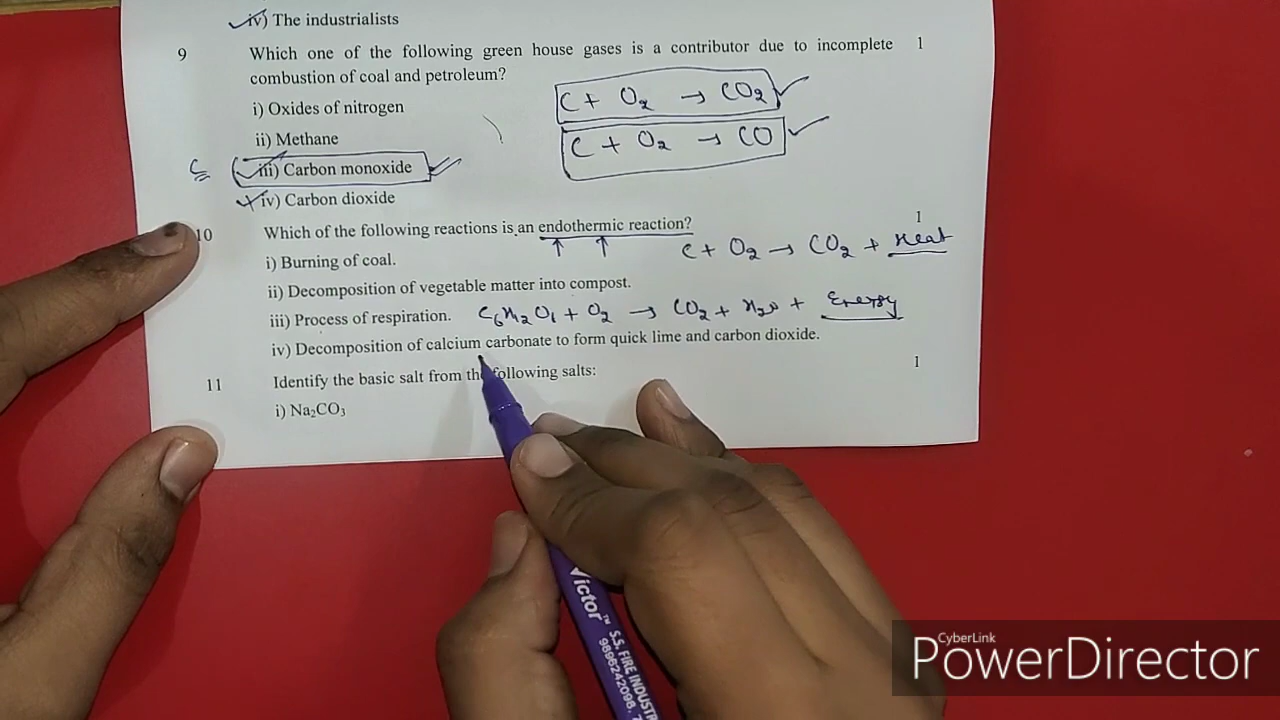 iv) The industrialists
9 Which one of the following green house gases is a contributor due to incomplete 1
combustion of coal and petroleum?
i) Oxides of nitrogen
C + O₂ → CO₂
ii) Methane
C + O₂ → CO
iii) Carbon monoxide
iv) Carbon dioxide
10 Which of the following reactions is an endothermic reaction? 1
i) Burning of coal.
C + O₂ → CO₂ + Heat
ii) Decomposition of vegetable matter into compost.
iii) Process of respiration.
+ O₂ → CO₂ + H₂O + Energy
iv) Decomposition of calcium carbonate to form quick lime and carbon dioxide.
11 Identify the basic salt from the following salts: 1
i) Na₂CO₃
Victor™
S.S. FIRE INDUSTR
9896242098, 7
CyberLink
PowerDirector